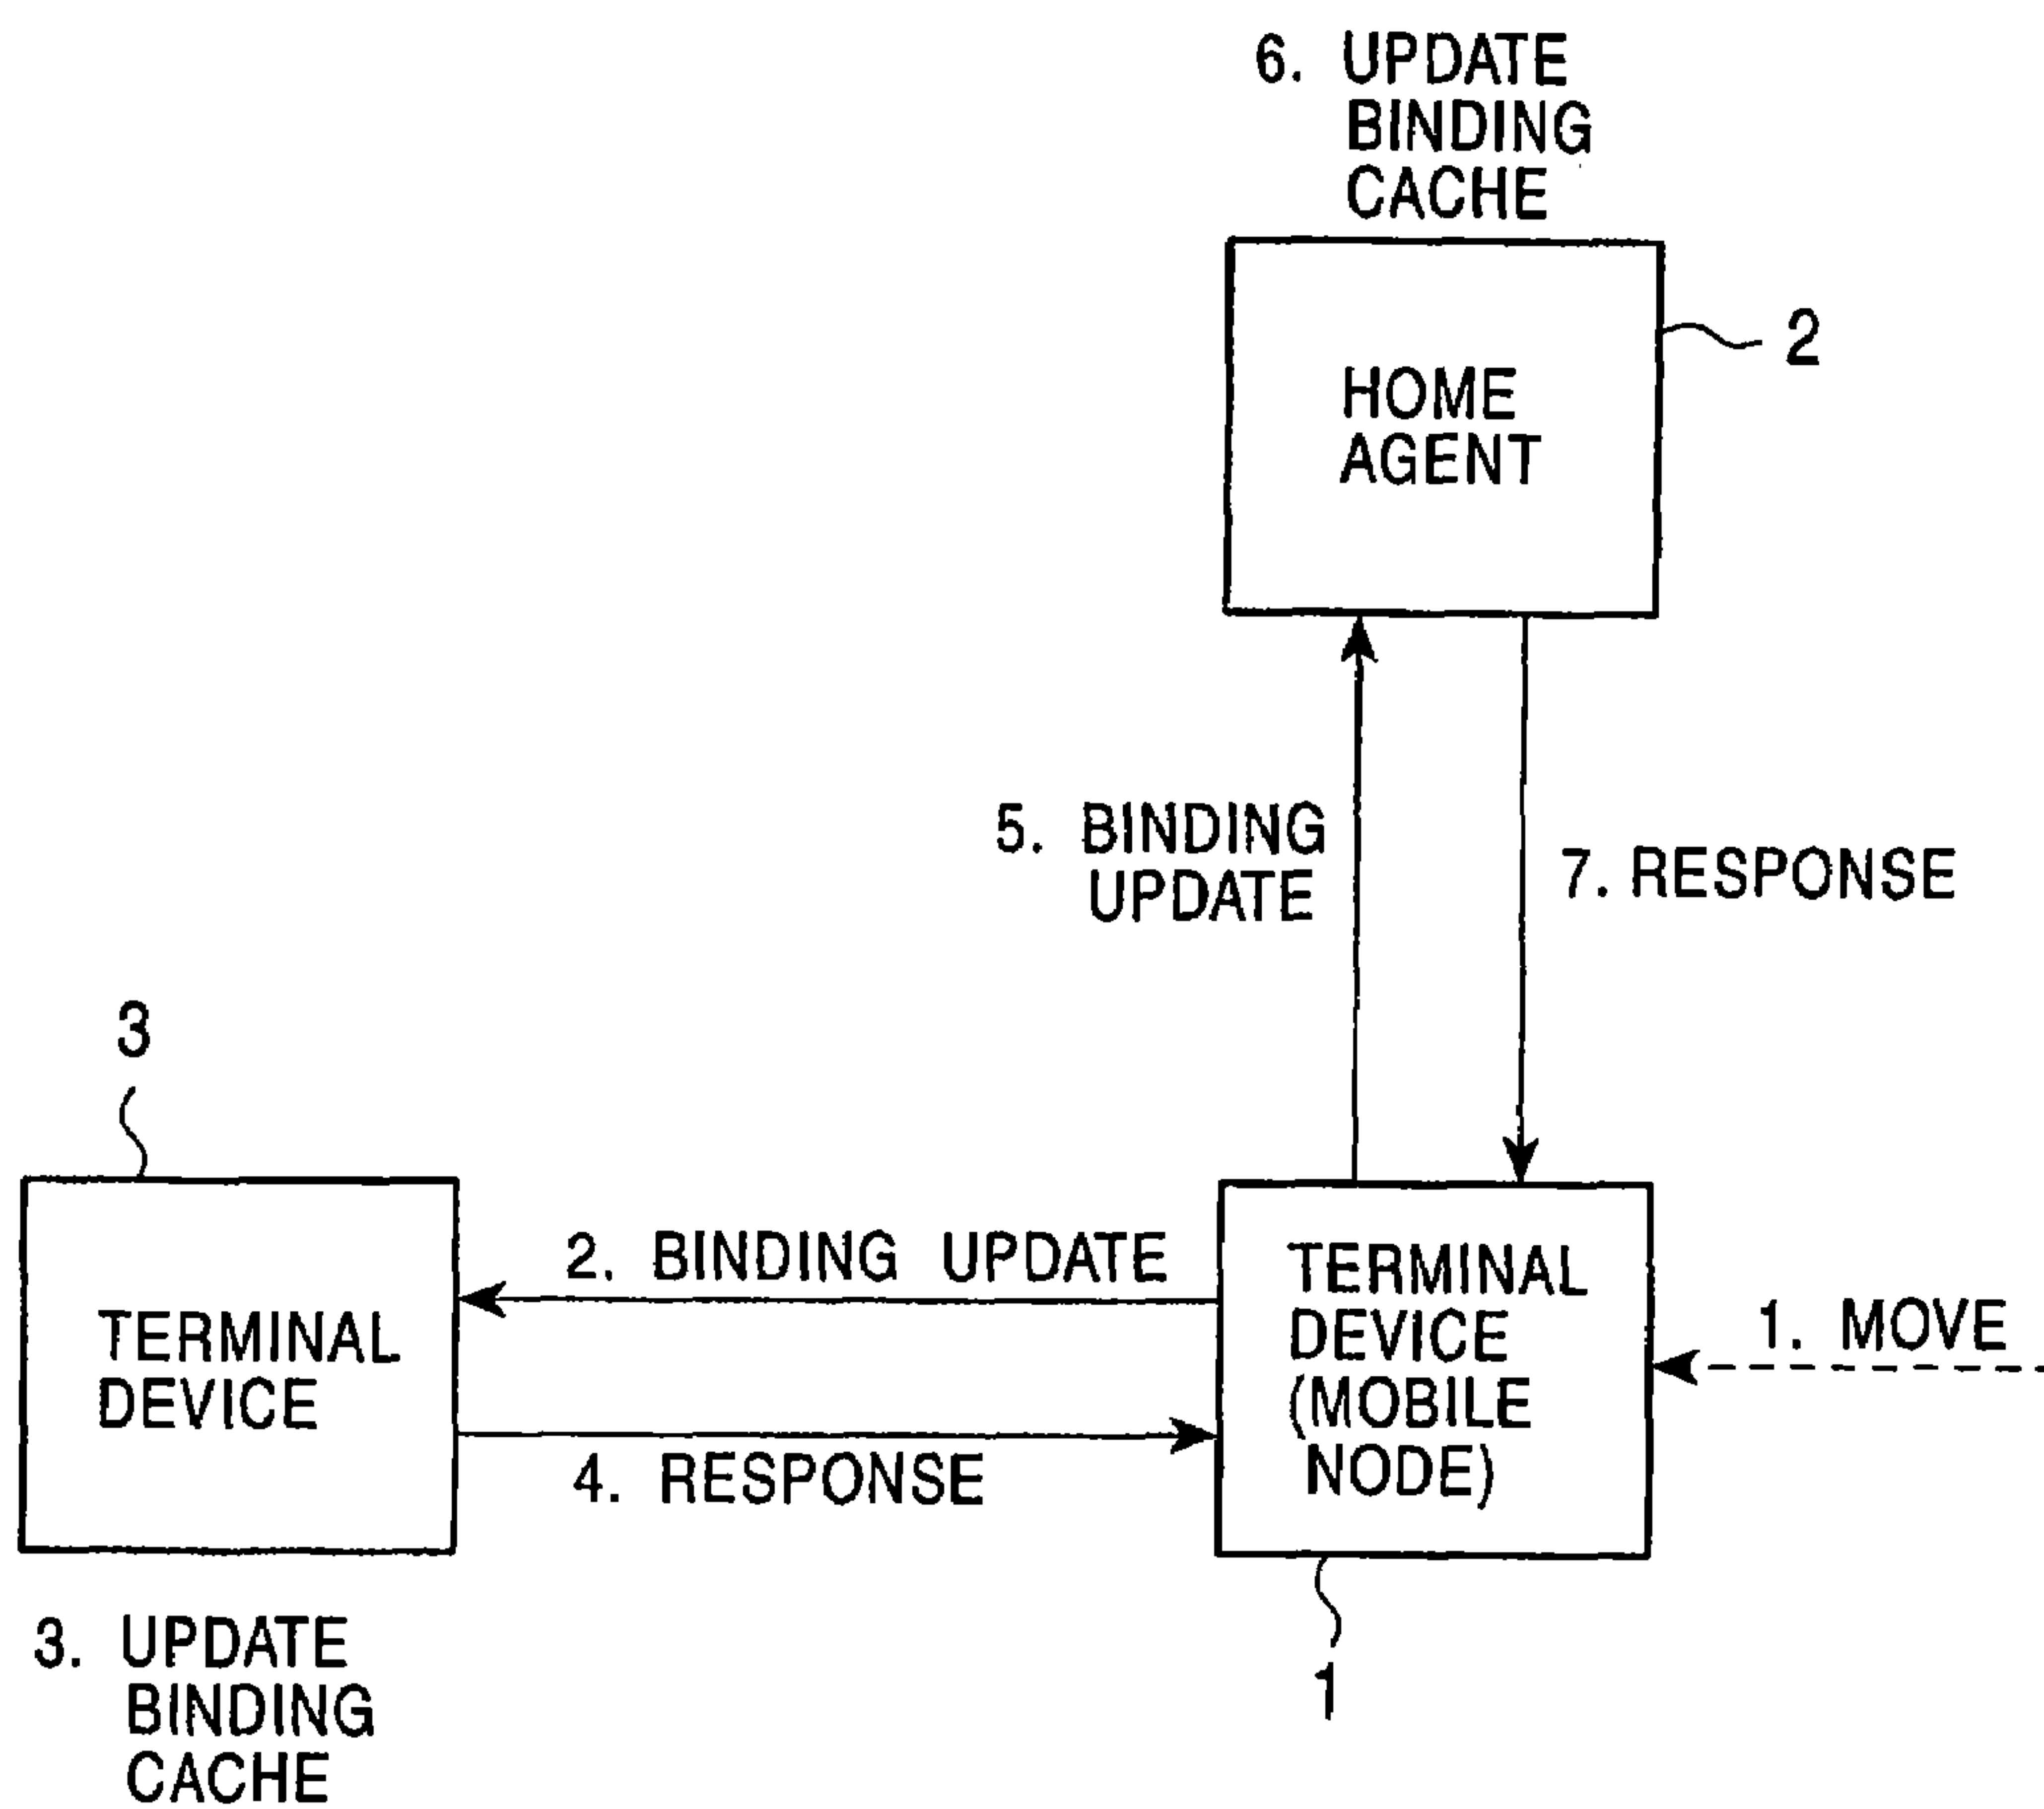 6. UPDATE
BINDING
CACHE
HOME
AGENT
2
5. BINDING
UPDATE
7. RESPONSE
3
2. BINDING UPDATE
TERMINAL
DEVICE
(MOBILE
NODE)
1. MOVE
TERMINAL
DEVICE
4. RESPONSE
3. UPDATE
BINDING
CACHE
1